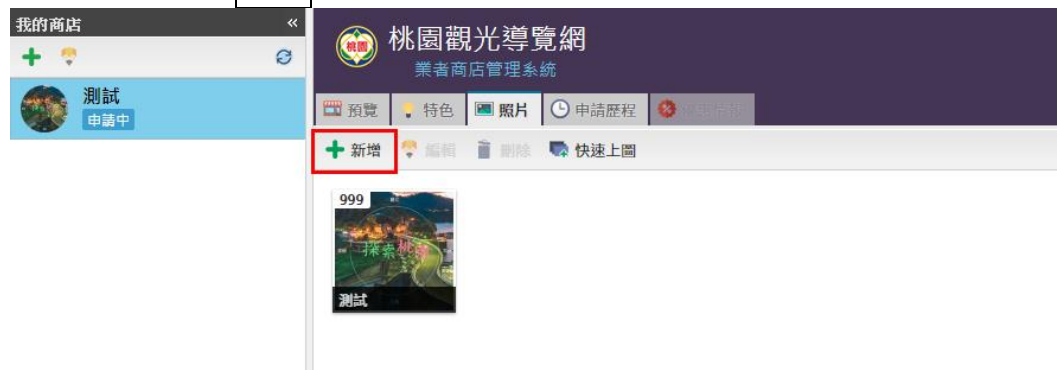 我的商店 «
測試
申請中
桃園
桃園觀光導覽網
業者商店管理系統
預覽 特色 照片 申請歷程
新增 編輯 刪除 快速上圖
999
探索桃園
測試